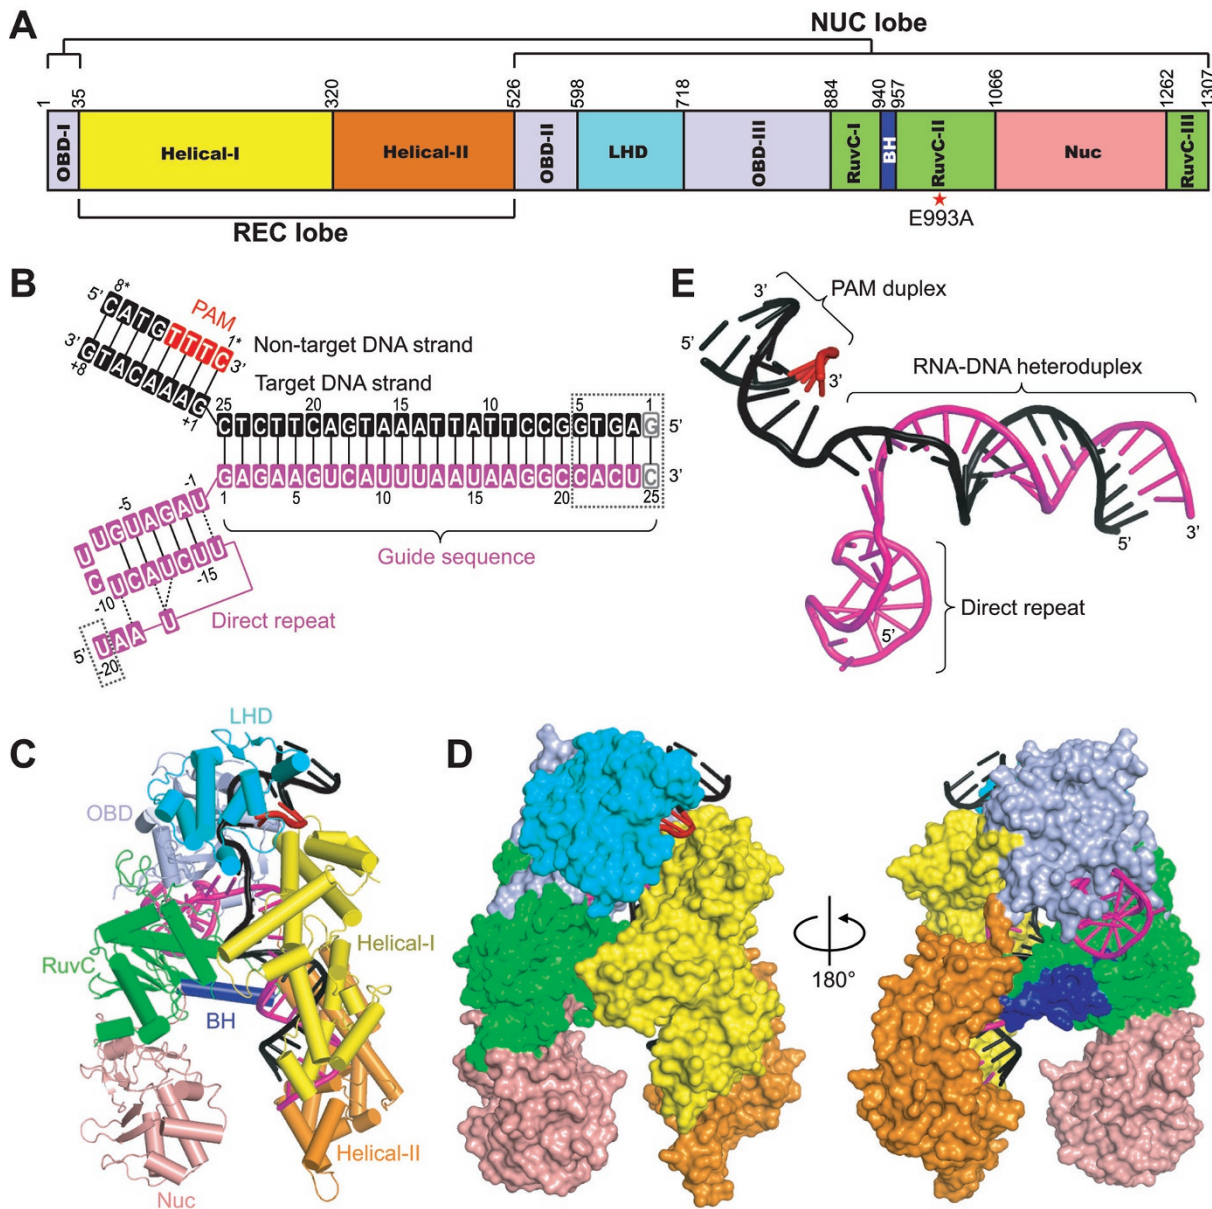 A
NUC lobe
1
35
320
526
598
718
884
940
957
1066
1262
1307
OBD-I
Helical-I
Helical-II
OBD-II
LHD
OBD-III
RuvC-I
BH
RuvC-II
Nuc
RuvC-III
REC lobe
E993A
B
8*
PAM
1*
5' CATGTTTC 3'
Non-target DNA strand
3' GTACAAAG
+8
+1
Target DNA strand
25 20 15 10 5 1
CTCTTCAGTAAATTATTCCGGTGAG 5'
GAGAAGUCAUUUAAUAAGGCCACUC 3'
1 5 10 15 20 25
Guide sequence
-1
-5
UUGUAGAU
U
C
UCAUCUU
-10
-15
U
5' UAA
-20
Direct repeat
E
3'
PAM duplex
5'
3'
RNA-DNA heteroduplex
5'
3'
Direct repeat
5'
C
LHD
OBD
Helical-I
RuvC
BH
Helical-II
Nuc
D
180°